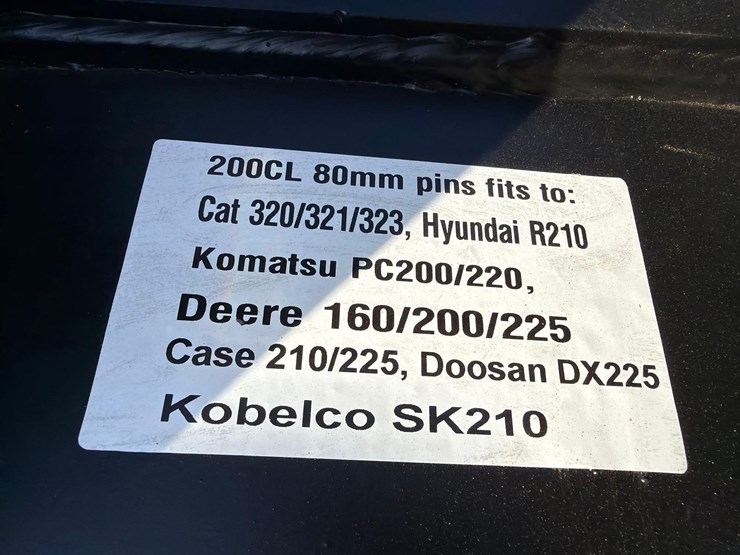 200CL 80mm pins fits to:
Cat 320/321/323, Hyundai R210
Komatsu PC200/220,
Deere 160/200/225
Case 210/225, Doosan DX225
Kobelco SK210